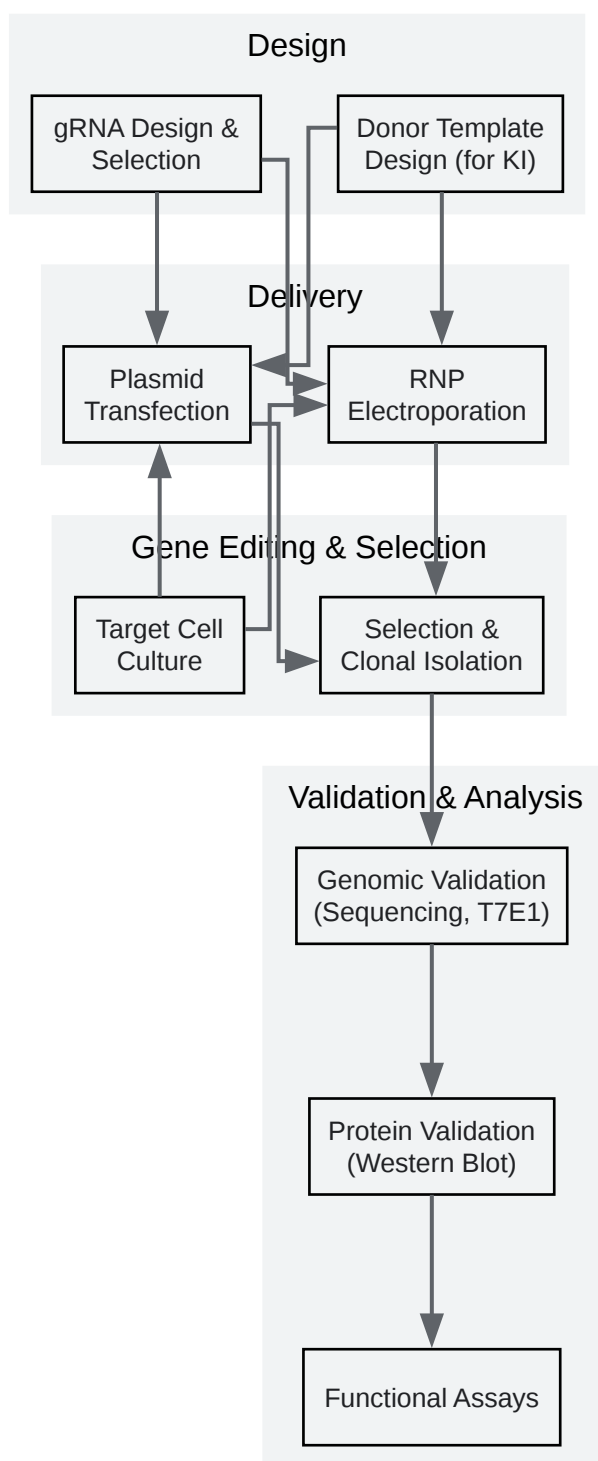 Design
gRNA Design &
Selection
Donor Template
Design (for KI)
Delivery
Plasmid
Transfection
RNP
Electroporation
Gene Editing & Selection
Target Cell
Culture
Selection &
Clonal Isolation
Validation & Analysis
Genomic Validation
(Sequencing, T7E1)
Protein Validation
(Western Blot)
Functional Assays